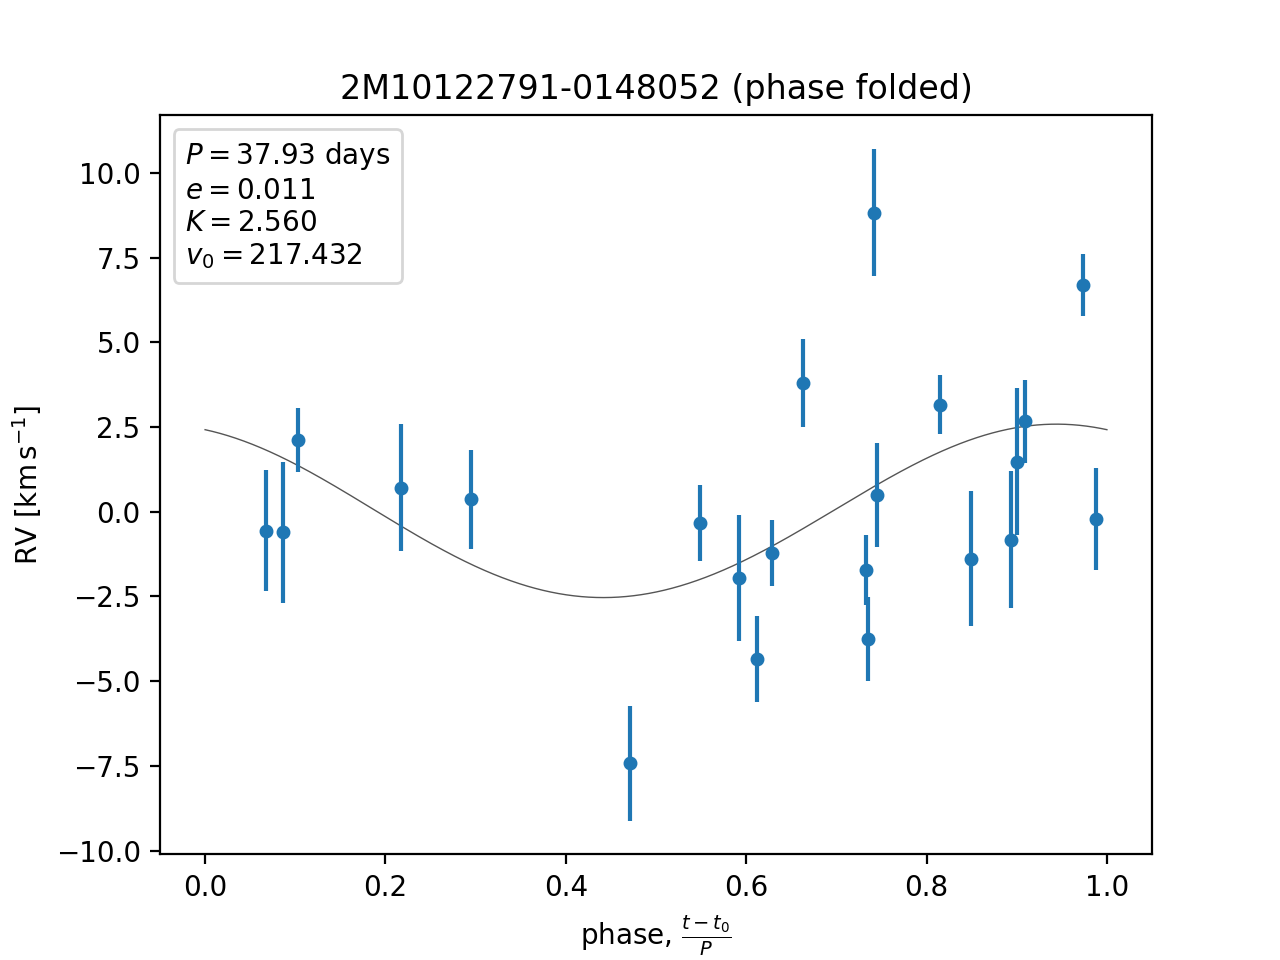 2M10122791-0148052 (phase folded)
P = 37.93 days
e = 0.011
K = 2.560
v₀ = 217.432
10.0
7.5
5.0
2.5
0.0
−2.5
−5.0
−7.5
−10.0
RV [km s⁻¹]
0.0 0.2 0.4 0.6 0.8 1.0
phase, (t − t₀)/P